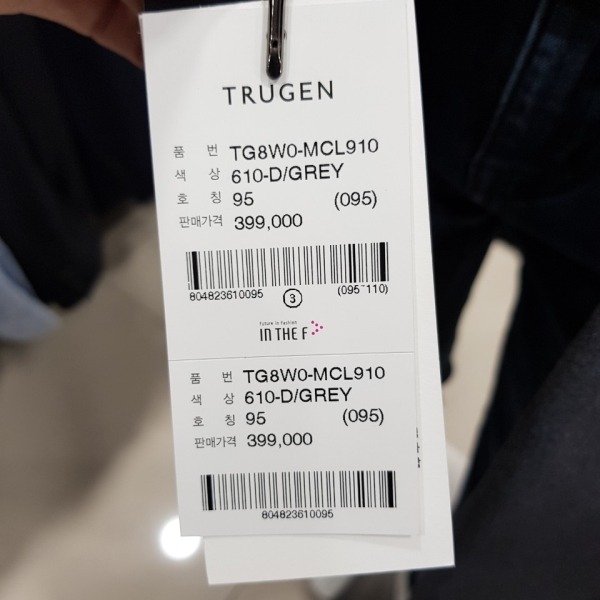 TRUGEN
품 번 TG8W0-MCL910
색 상 610-D/GREY
호 칭 95 (095)
판매가격 399,000
804823610095 3 (095~110)
future in fashion
IN THE F
품 번 TG8W0-MCL910
색 상 610-D/GREY
호 칭 95 (095)
판매가격 399,000
804823610095